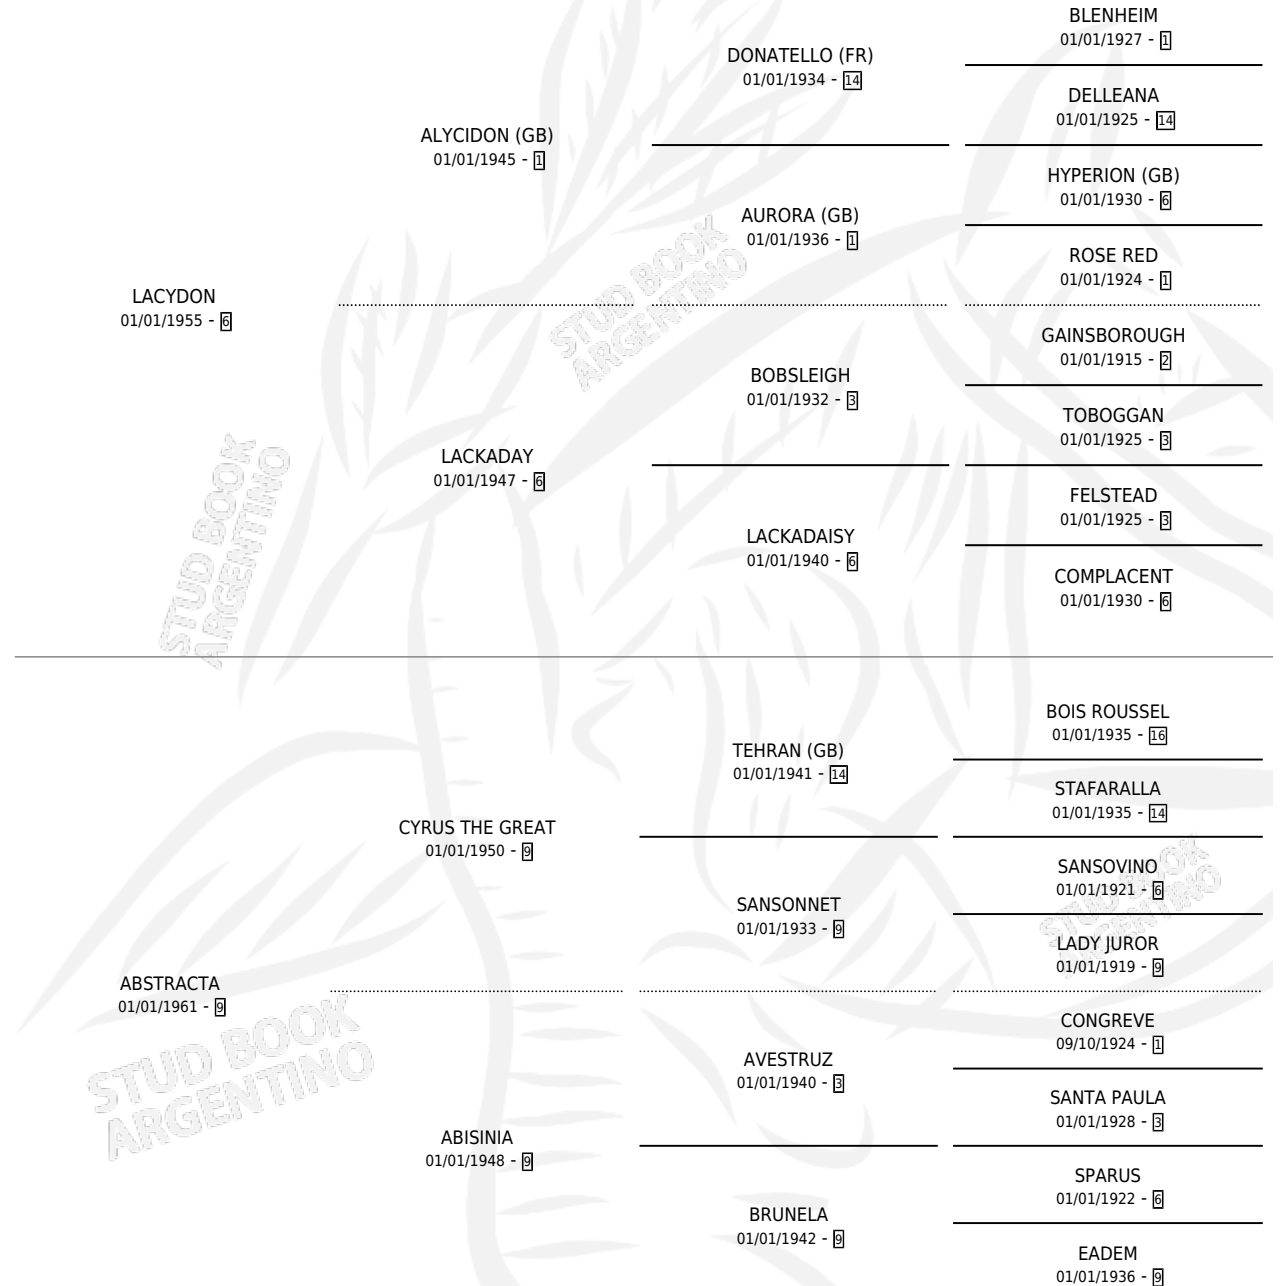 BLENHEIM
01/01/1927 - 1
DONATELLO (FR)
01/01/1934 - 14
DELLEANA
01/01/1925 - 14
ALYCIDON (GB)
01/01/1945 - 1
HYPERION (GB)
01/01/1930 - 6
AURORA (GB)
01/01/1936 - 1
ROSE RED
01/01/1924 - 1
LACYDON
01/01/1955 - 6
GAINSBOROUGH
01/01/1915 - 2
BOBSLEIGH
01/01/1932 - 3
TOBOGGAN
01/01/1925 - 3
LACKADAY
01/01/1947 - 6
FELSTEAD
01/01/1925 - 3
LACKADAISY
01/01/1940 - 6
COMPLACENT
01/01/1930 - 6
BOIS ROUSSEL
01/01/1935 - 16
TEHRAN (GB)
01/01/1941 - 14
STAFARALLA
01/01/1935 - 14
CYRUS THE GREAT
01/01/1950 - 9
SANSOVINO
01/01/1921 - 6
SANSONNET
01/01/1933 - 9
LADY JUROR
01/01/1919 - 9
ABSTRACTA
01/01/1961 - 9
CONGREVE
09/10/1924 - 1
AVESTRUZ
01/01/1940 - 3
SANTA PAULA
01/01/1928 - 3
ABISINIA
01/01/1948 - 9
SPARUS
01/01/1922 - 6
BRUNELA
01/01/1942 - 9
EADEM
01/01/1936 - 9
STUD BOOK
ARGENTINO
STUD BOOK
ARGENTINO
STUD BOOK
ARGENTINO
STUD BOOK
ARGENTINO